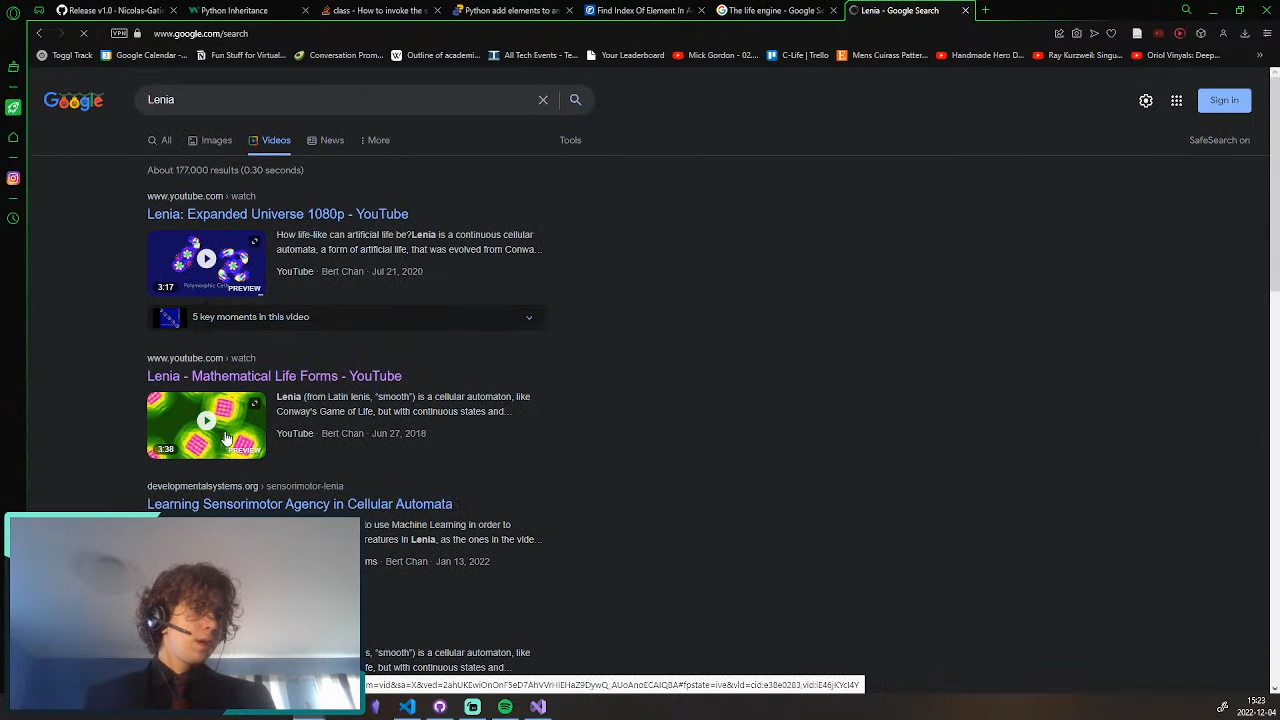 Release v1.0 - Nicolas-Gatin
Python Inheritance
class - How to invoke the s
Python add elements to an
Find Index Of Element In A
The life engine - Google Sea
Lenia - Google Search
VPN
www.google.com/search
Toggl Track
Google Calendar -...
Fun Stuff for Virtual...
Conversation Prom...
Outline of academi...
All Tech Events - Te...
Your Leaderboard
Mick Gordon - 02....
C-Life | Trello
Mens Cuirass Patter...
Handmade Hero D...
Ray Kurzweil: Singu...
Oriol Vinyals: Deep...
Google
Lenia
Sign in
All
Images
Videos
News
More
Tools
SafeSearch on
About 177,000 results (0.30 seconds)
www.youtube.com › watch
Lenia: Expanded Universe 1080p - YouTube
How life-like can artificial life be?Lenia is a continuous cellular
automata, a form of artificial life, that was evolved from Conwa...
YouTube · Bert Chan · Jul 21, 2020
Polymorphic Cells
3:17
PREVIEW
5 key moments in this video
www.youtube.com › watch
Lenia - Mathematical Life Forms - YouTube
Lenia (from Latin lenis, “smooth”) is a cellular automaton, like
Conway's Game of Life, but with continuous states and...
YouTube · Bert Chan · Jun 27, 2018
3:38
PREVIEW
developmentalsystems.org › sensorimotor-lenia
Learning Sensorimotor Agency in Cellular Automata
to use Machine Learning in order to
reatures in Lenia, as the ones in the vide...
ms · Bert Chan · Jan 13, 2022
s, “smooth”) is a cellular automaton, like
fe, but with continuous states and...
15:23
2022-12-04